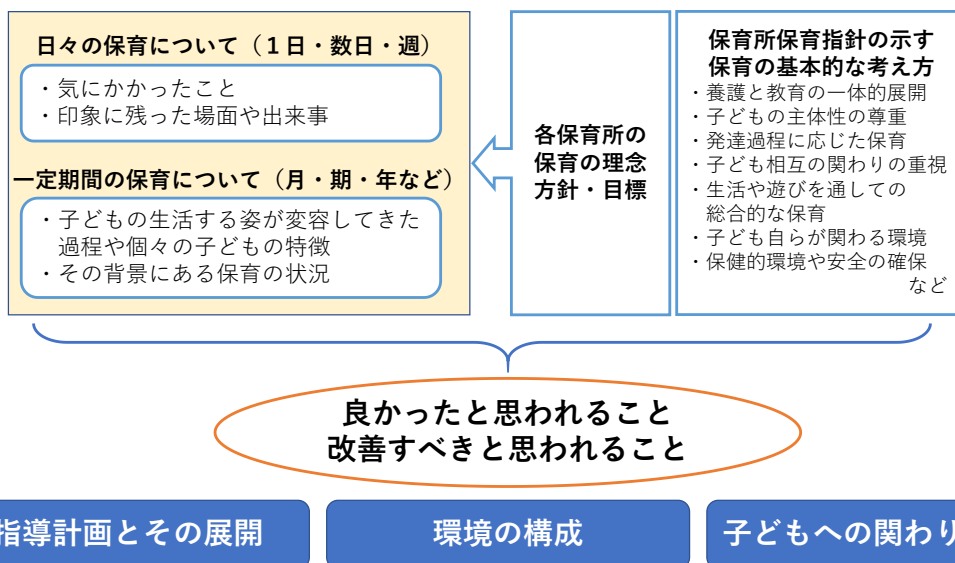 日々の保育について（１日・数日・週）
・気にかかったこと
・印象に残った場面や出来事
一定期間の保育について（月・期・年など）
・子どもの生活する姿が変容してきた
過程や個々の子どもの特徴
・その背景にある保育の状況
各保育所の
保育の理念
方針・目標
保育所保育指針の示す
保育の基本的な考え方
・養護と教育の一体的展開
・子どもの主体性の尊重
・発達過程に応じた保育
・子ども相互の関わりの重視
・生活や遊びを通しての
総合的な保育
・子ども自らが関わる環境
・保健的環境や安全の確保
など
良かったと思われること
改善すべきと思われること
指導計画とその展開
環境の構成
子どもへの関わり